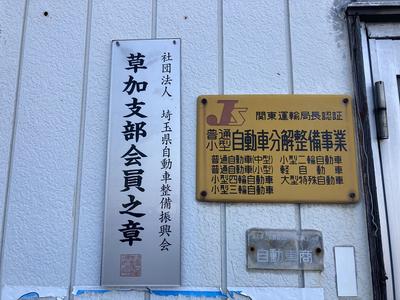 社団法人 埼玉県自動車整備振興会
草加支部会員之章
JS
関東運輸局長認証
普通
小型
自動車分解整備事業
普通自動車(中型) 小型二輪自動車
普通自動車(小型) 軽自動車
小型四輪自動車 大型特殊自動車
小型三輪自動車
自動車商